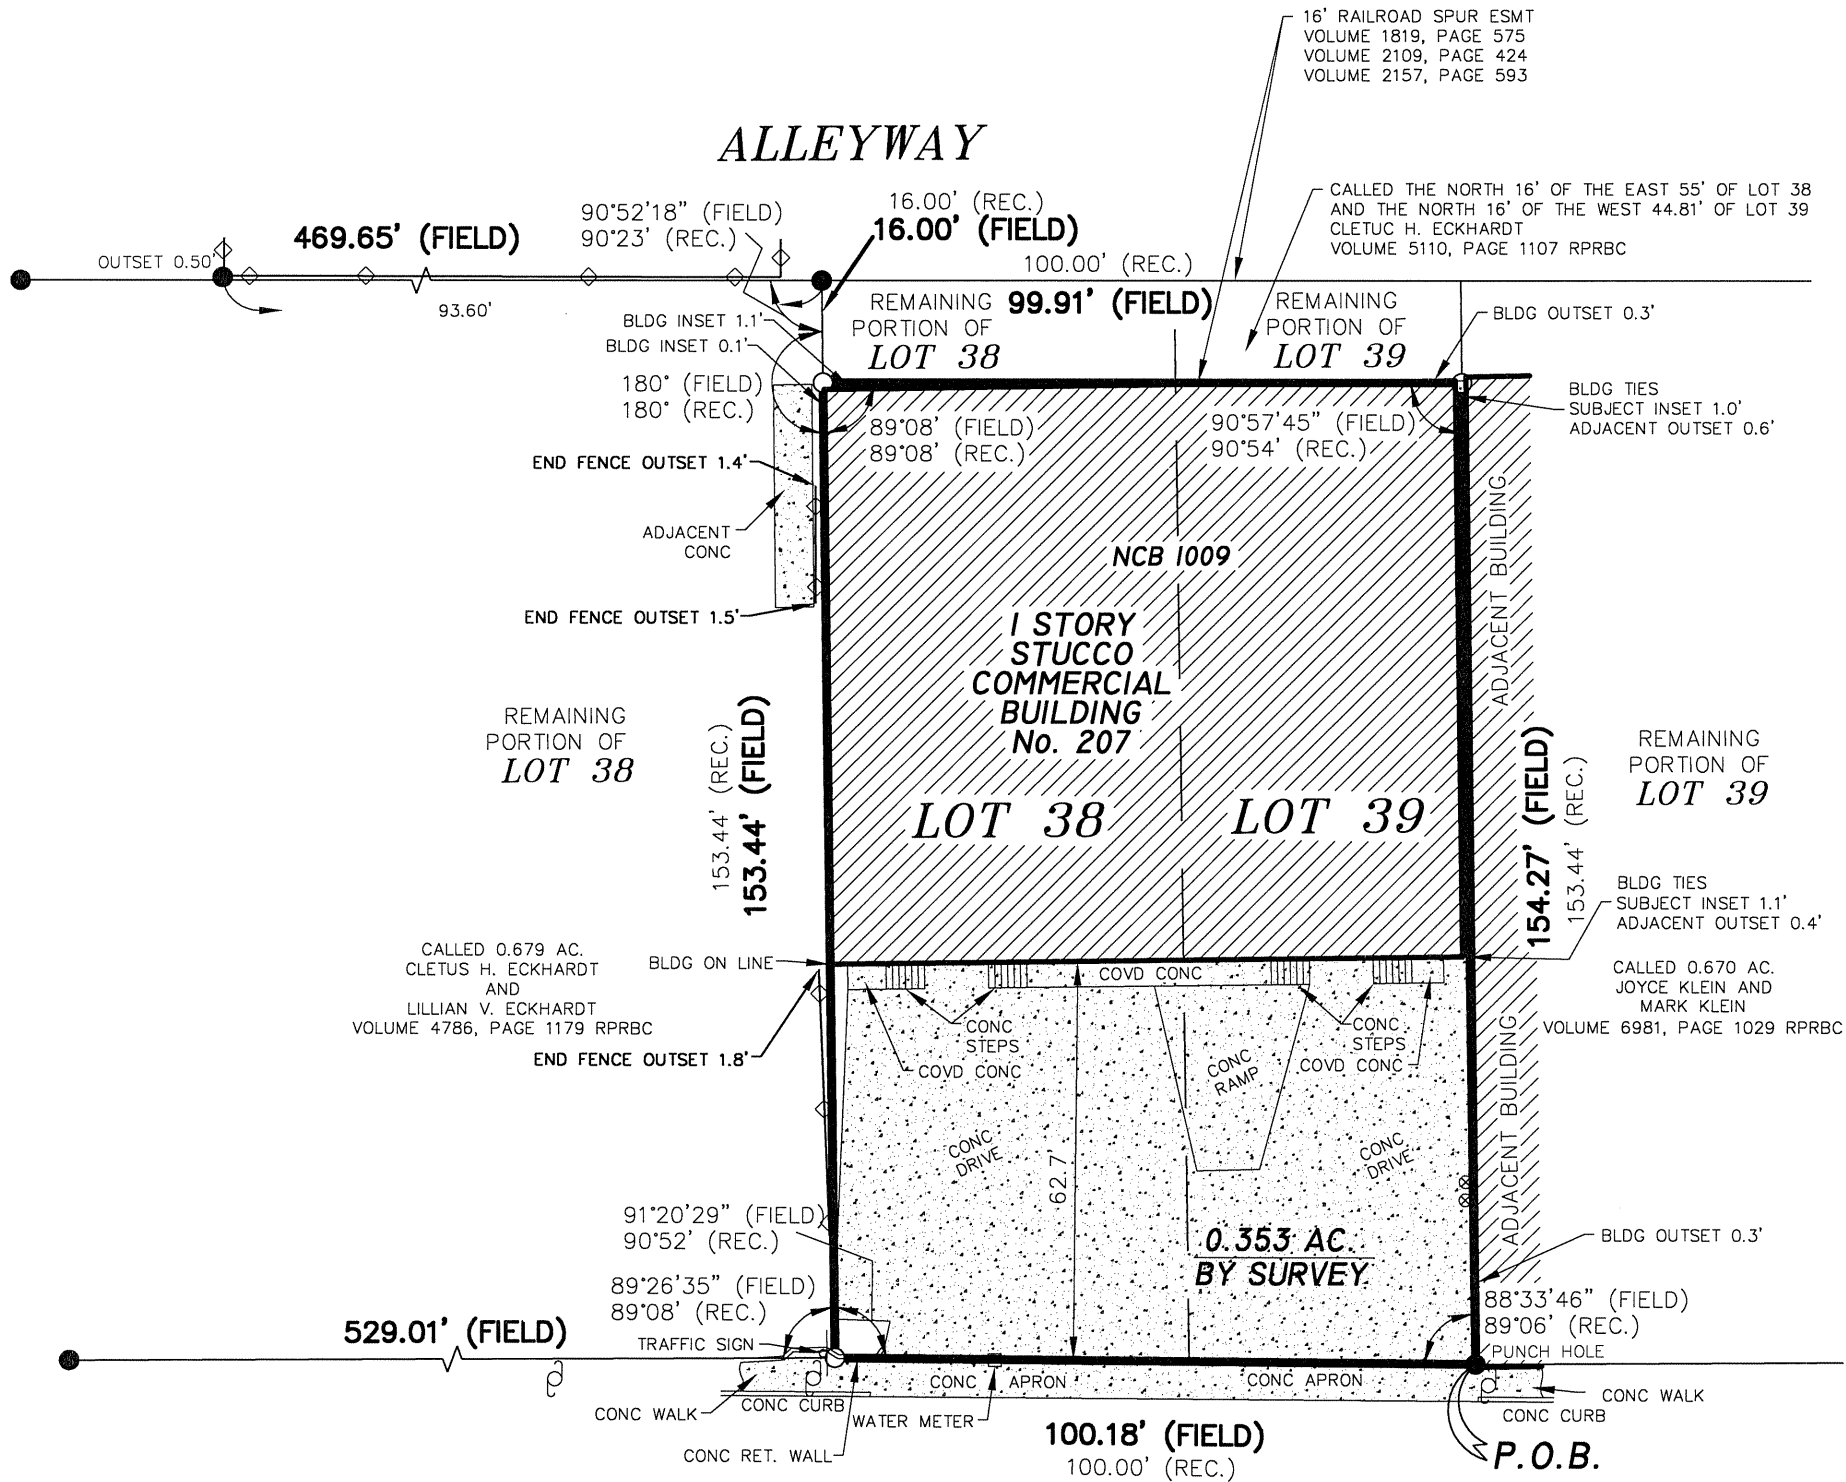 16' RAILROAD SPUR ESMT
VOLUME 1819, PAGE 575
VOLUME 2109, PAGE 424
VOLUME 2157, PAGE 593
ALLEYWAY
CALLED THE NORTH 16' OF THE EAST 55' OF LOT 38
AND THE NORTH 16' OF THE WEST 44.81' OF LOT 39
CLETUC H. ECKHARDT
VOLUME 5110, PAGE 1107 RPRBC
16.00' (REC.)
16.00' (FIELD)
90°52'18" (FIELD)
90°23' (REC.)
469.65' (FIELD)
OUTSET 0.50'
93.60'
100.00' (REC.)
99.91' (FIELD)
REMAINING
PORTION OF
LOT 38
REMAINING
PORTION OF
LOT 39
BLDG OUTSET 0.3'
BLDG INSET 1.1'
BLDG INSET 0.1'
180° (FIELD)
180° (REC.)
89°08' (FIELD)
89°08' (REC.)
90°57'45" (FIELD)
90°54' (REC.)
BLDG TIES
SUBJECT INSET 1.0'
ADJACENT OUTSET 0.6'
END FENCE OUTSET 1.4'
ADJACENT
CONC
END FENCE OUTSET 1.5'
NCB 1009
1 STORY
STUCCO
COMMERCIAL
BUILDING
No. 207
ADJACENT BUILDING
REMAINING
PORTION OF
LOT 38
153.44' (REC.)
153.44' (FIELD)
LOT 38
LOT 39
154.27' (FIELD)
153.44' (REC.)
REMAINING
PORTION OF
LOT 39
BLDG TIES
SUBJECT INSET 1.1'
ADJACENT OUTSET 0.4'
CALLED 0.679 AC.
CLETUS H. ECKHARDT
AND
LILLIAN V. ECKHARDT
VOLUME 4786, PAGE 1179 RPRBC
BLDG ON LINE
END FENCE OUTSET 1.8'
COVD CONC
CONC
STEPS
COVD CONC
CONC
RAMP
CONC
STEPS
COVD CONC
CALLED 0.670 AC.
JOYCE KLEIN AND
MARK KLEIN
VOLUME 6981, PAGE 1029 RPRBC
CONC
DRIVE
62.7'
CONC
DRIVE
ADJACENT BUILDING
0.353 AC.
BY SURVEY
BLDG OUTSET 0.3'
91°20'29" (FIELD)
90°52' (REC.)
89°26'35" (FIELD)
89°08' (REC.)
88°33'46" (FIELD)
89°06' (REC.)
529.01' (FIELD)
TRAFFIC SIGN
PUNCH HOLE
CONC APRON
CONC APRON
CONC WALK
CONC CURB
WATER METER
CONC RET. WALL
CONC WALK
CONC CURB
100.18' (FIELD)
100.00' (REC.)
P.O.B.